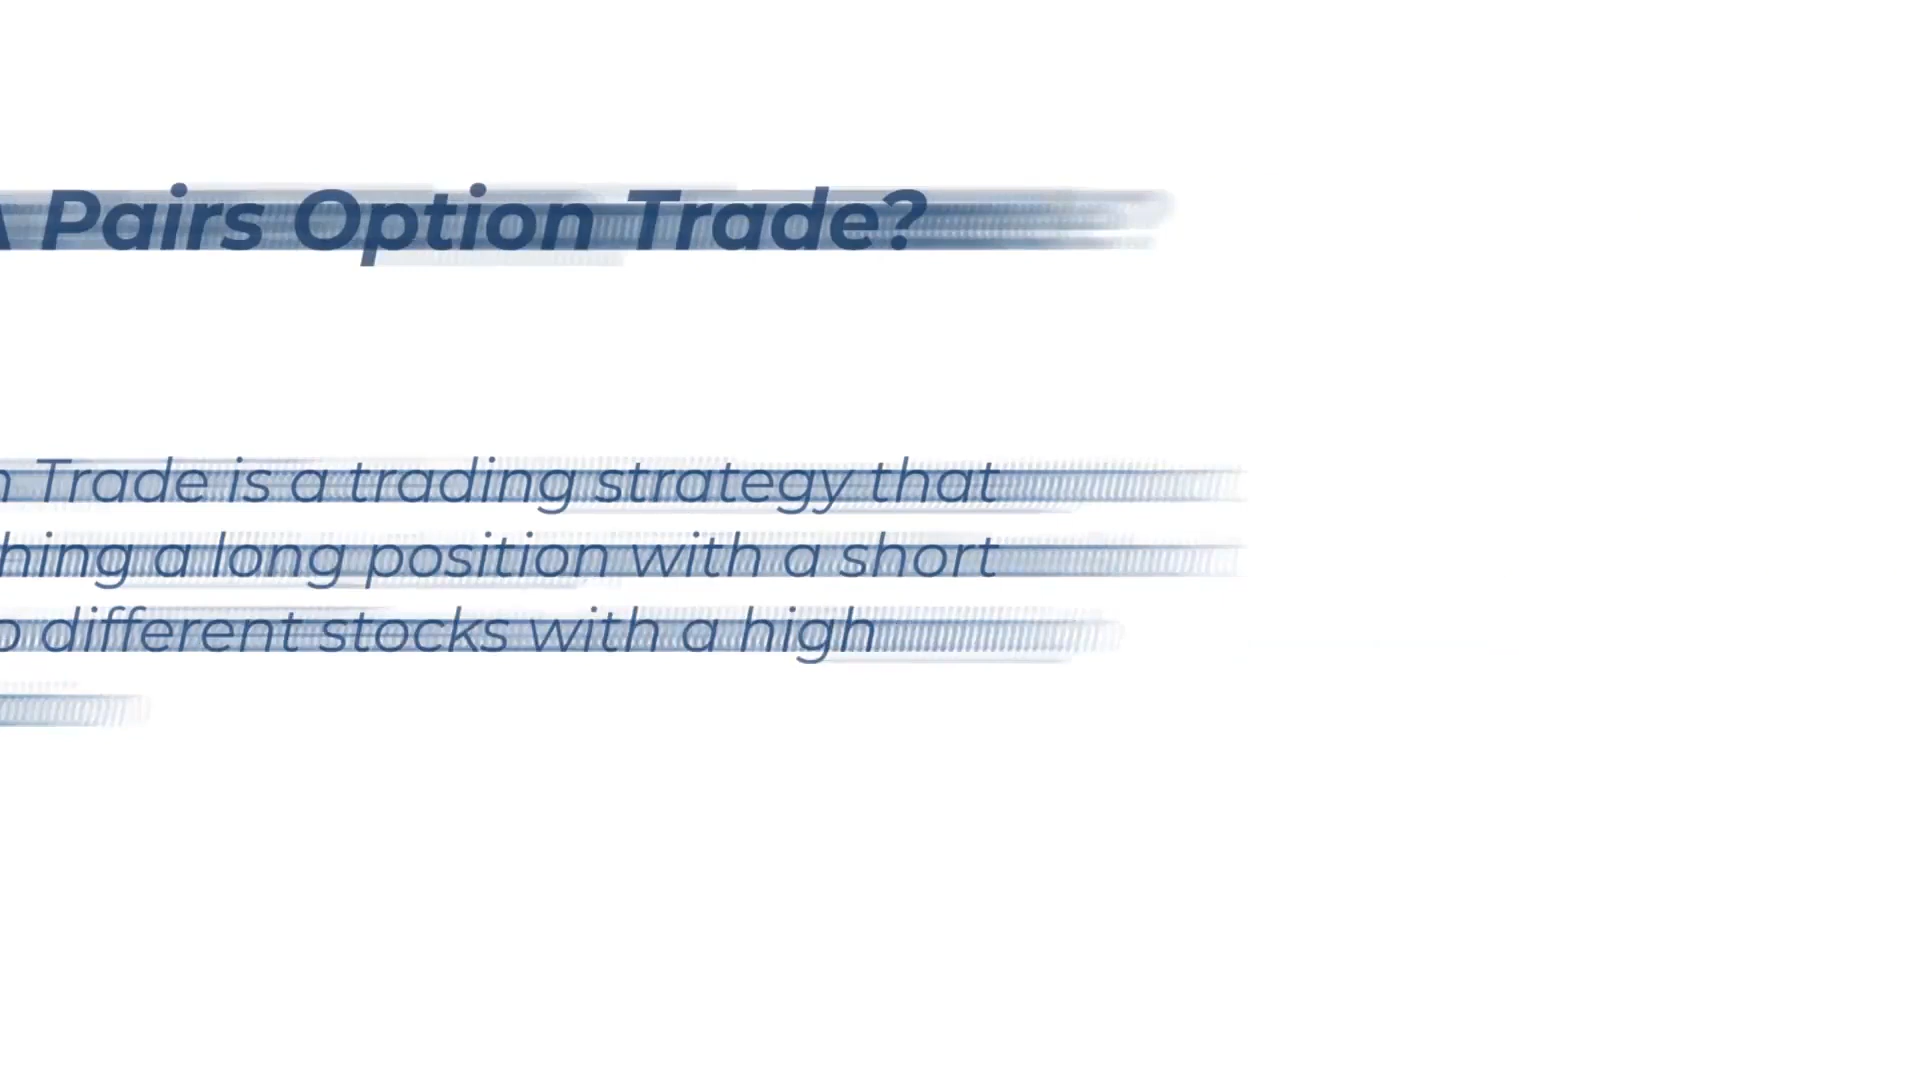 A Pairs Option Trade?
Trade is a trading strategy that
a long position with a short
different stocks with a high